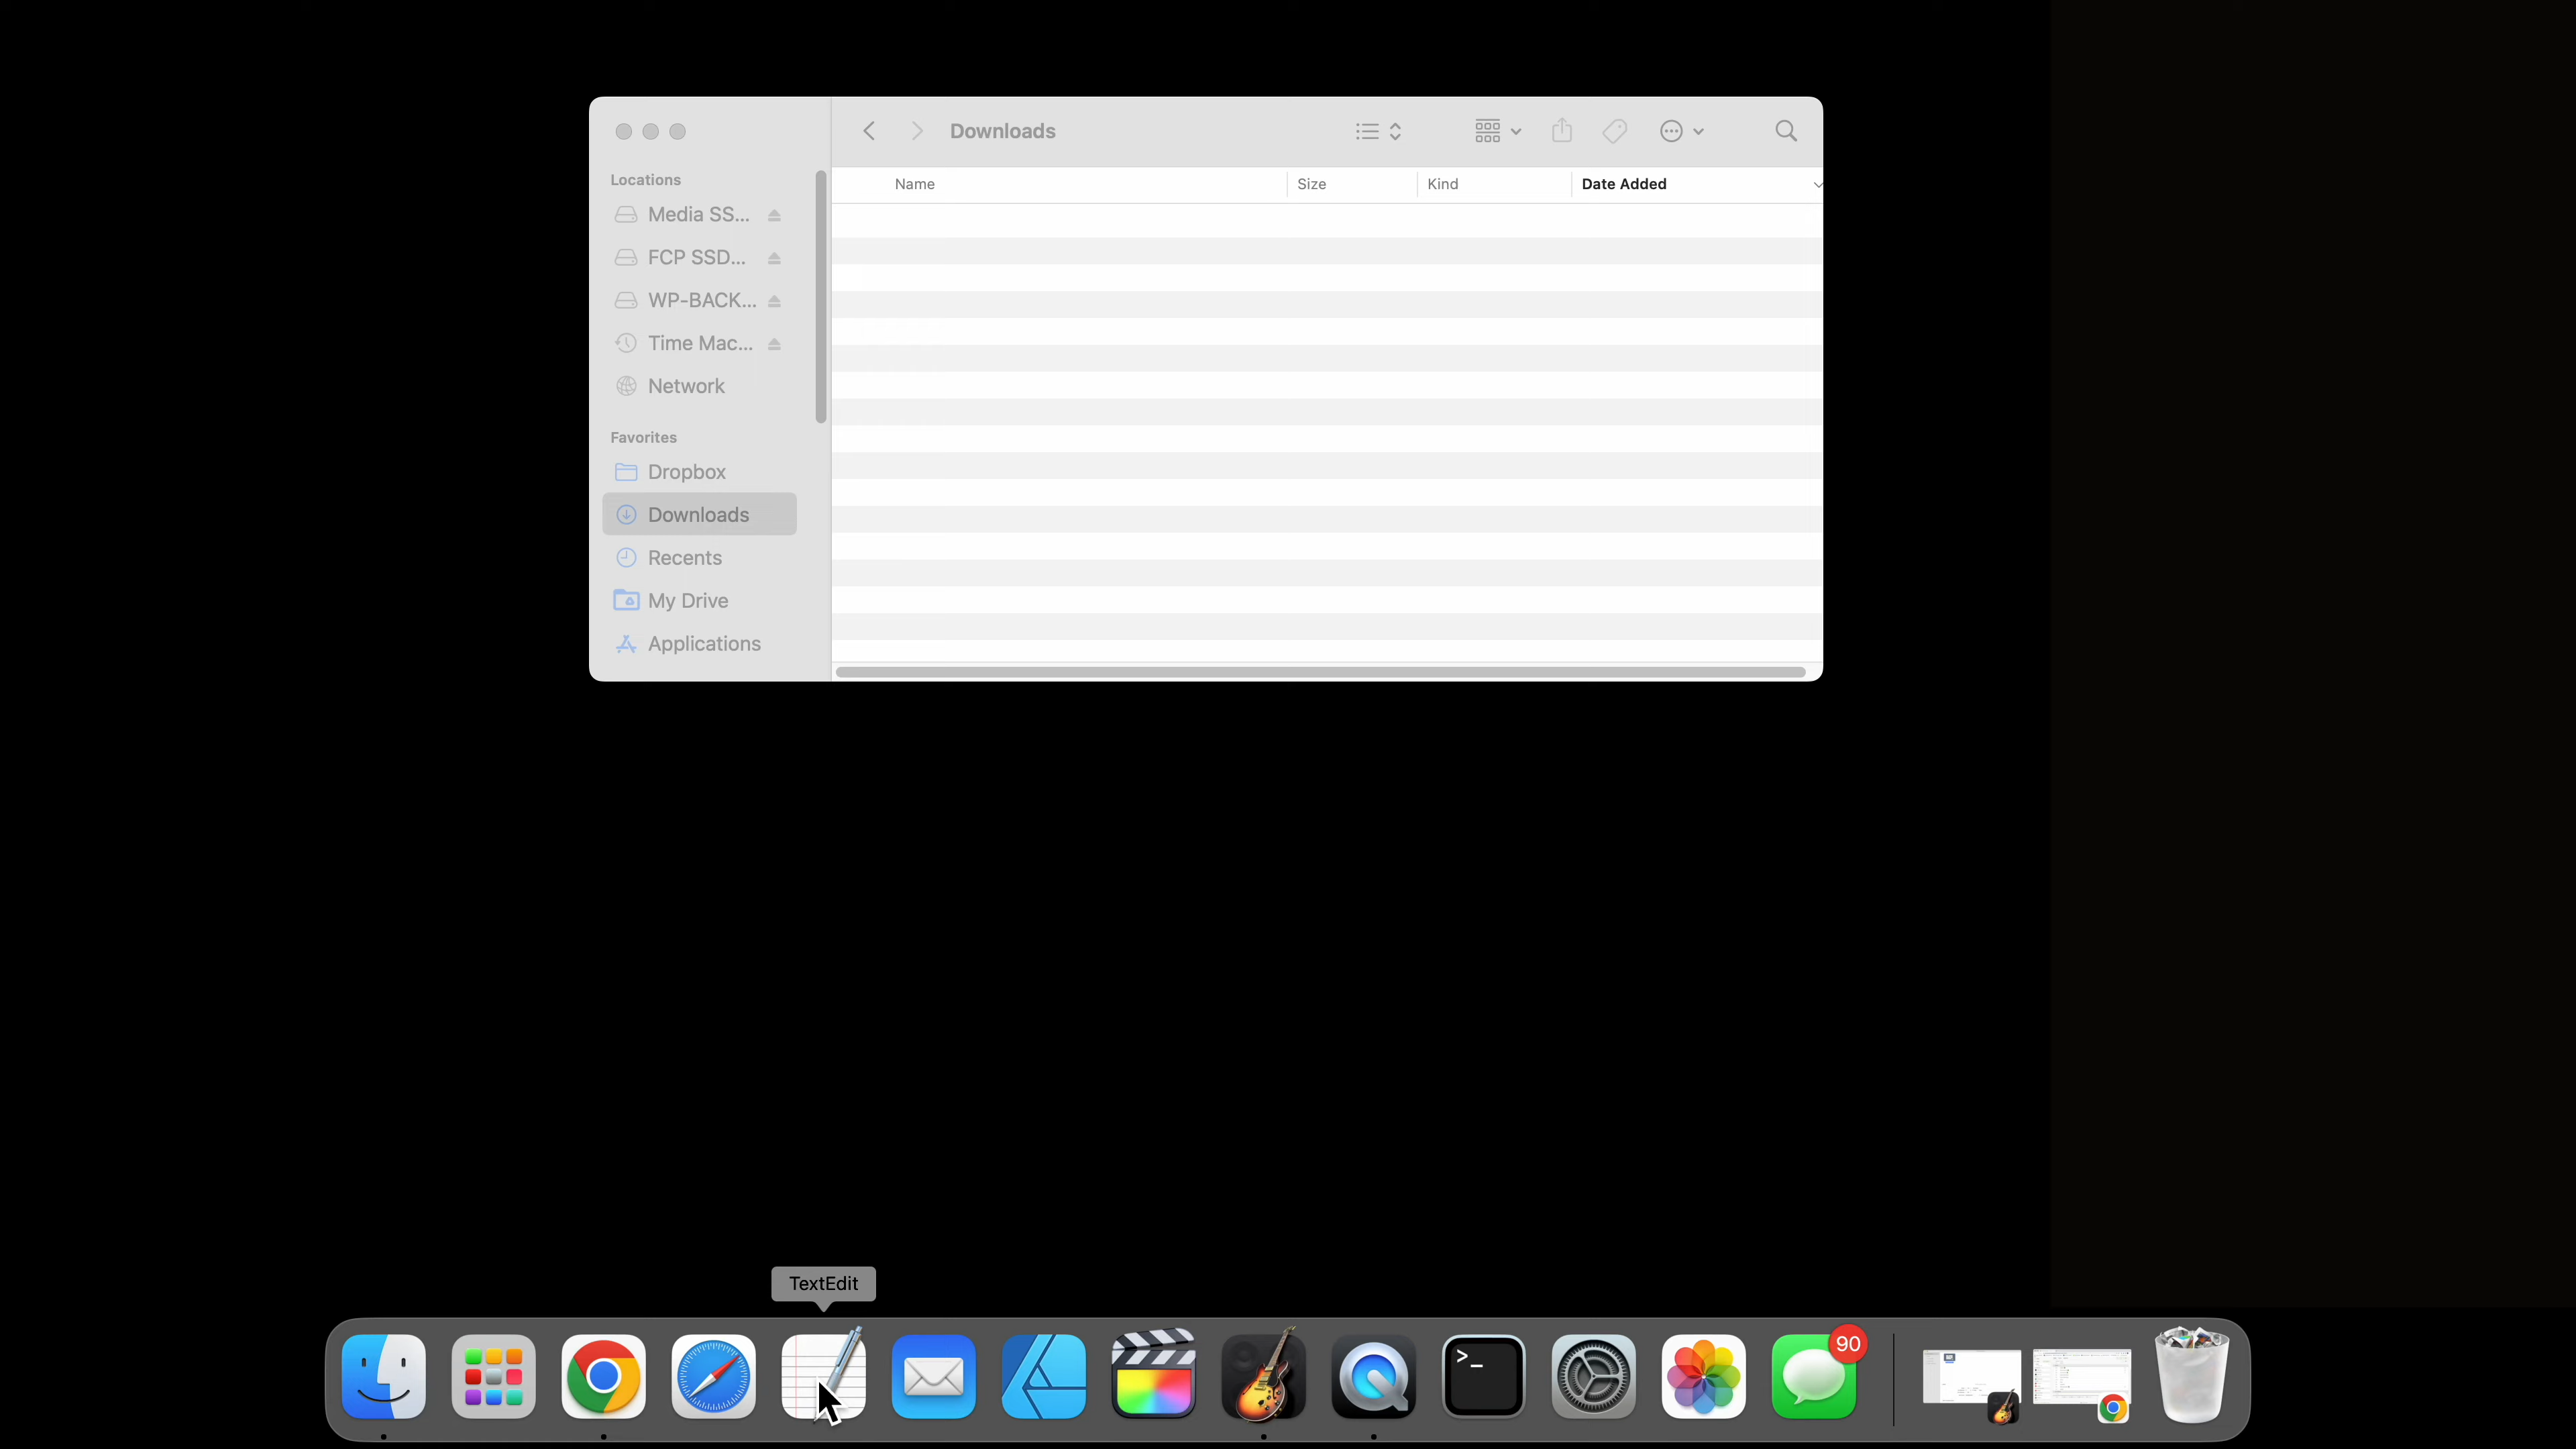 Downloads
Locations
Media SS...
FCP SSD...
WP-BACK...
Time Mac...
Network
Favorites
Dropbox
Downloads
Recents
My Drive
Applications
Name Size Kind Date Added
TextEdit
>_
90